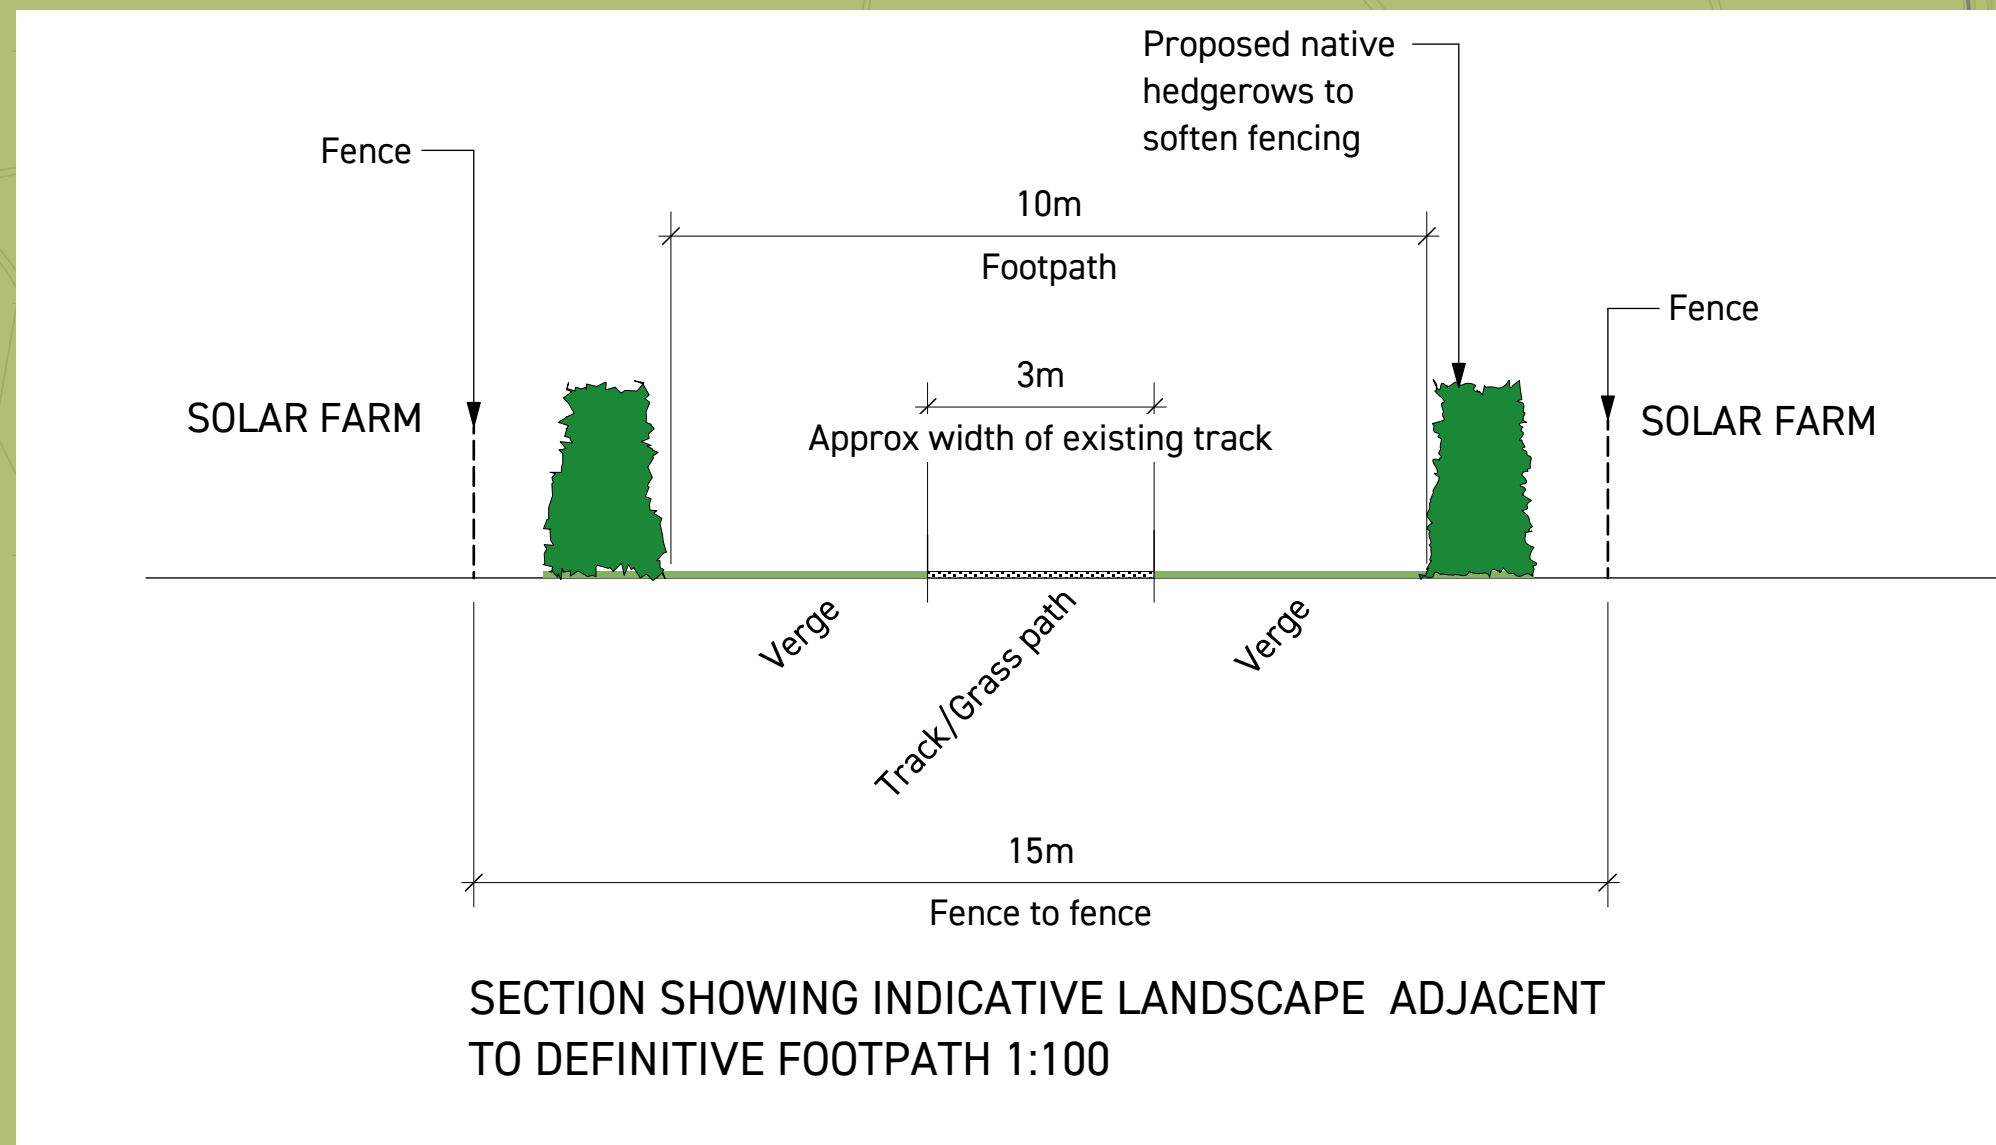 Proposed native
hedgerows to
soften fencing
Fence
10m
Footpath
Fence
3m
SOLAR FARM
Approx width of existing track
SOLAR FARM
Verge
Track/Grass path
Verge
15m
Fence to fence
SECTION SHOWING INDICATIVE LANDSCAPE ADJACENT
TO DEFINITIVE FOOTPATH 1:100